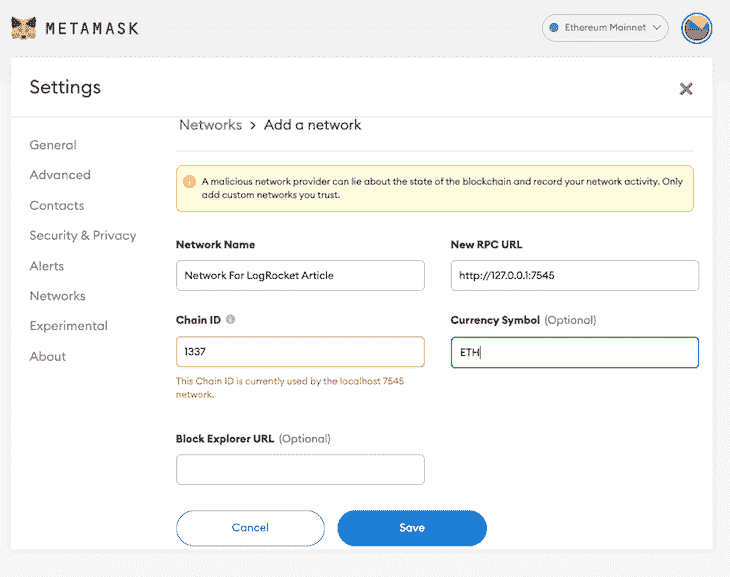 METAMASK
Ethereum Mainnet
Settings
Networks > Add a network
General
Advanced
Contacts
Security & Privacy
Alerts
Networks
Experimental
About
A malicious network provider can lie about the state of the blockchain and record your network activity. Only
add custom networks you trust.
Network Name
New RPC URL
Network For LogRocket Article
http://127.0.0.1:7545
Chain ID
Currency Symbol (Optional)
1337
ETH
This Chain ID is currently used by the localhost 7545
network.
Block Explorer URL (Optional)
Cancel
Save